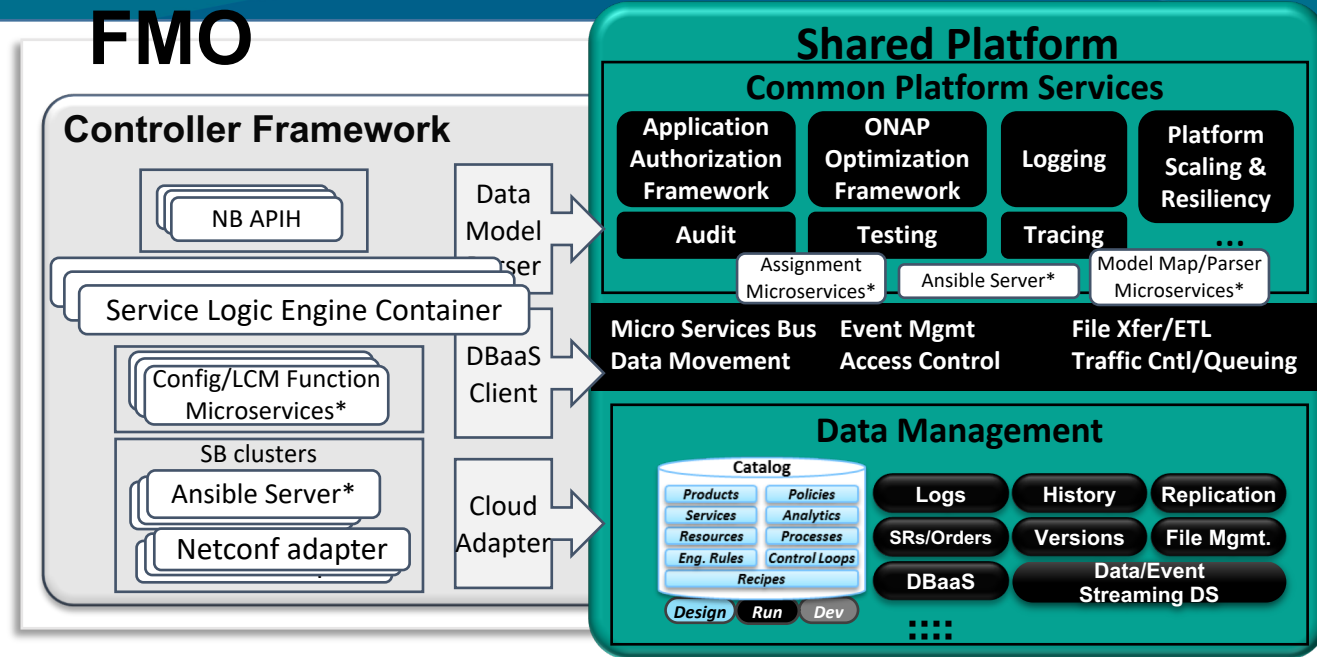 FMO
Controller Framework
NB APIH
Service Logic Engine Container
Config/LCM Function
Microservices*
SB clusters
Ansible Server*
Netconf adapter
Data
Model
DBaaS
Client
Cloud
Adapter
Shared Platform
Common Platform Services
Application
Authorization
Framework
ONAP
Optimization
Framework
Logging
Platform
Scaling &
Resiliency
Audit
Testing
Tracing
...
Assignment
Microservices*
Ansible Server*
Model Map/Parser
Microservices*
Micro Services Bus
Event Mgmt
File Xfer/ETL
Data Movement
Access Control
Traffic Cntl/Queuing
Data Management
Catalog
Products
Policies
Services
Analytics
Resources
Processes
Eng. Rules
Control Loops
Recipes
Design
Run
Dev
Logs
History
Replication
SRs/Orders
Versions
File Mgmt.
DBaaS
Data/Event
Streaming DS